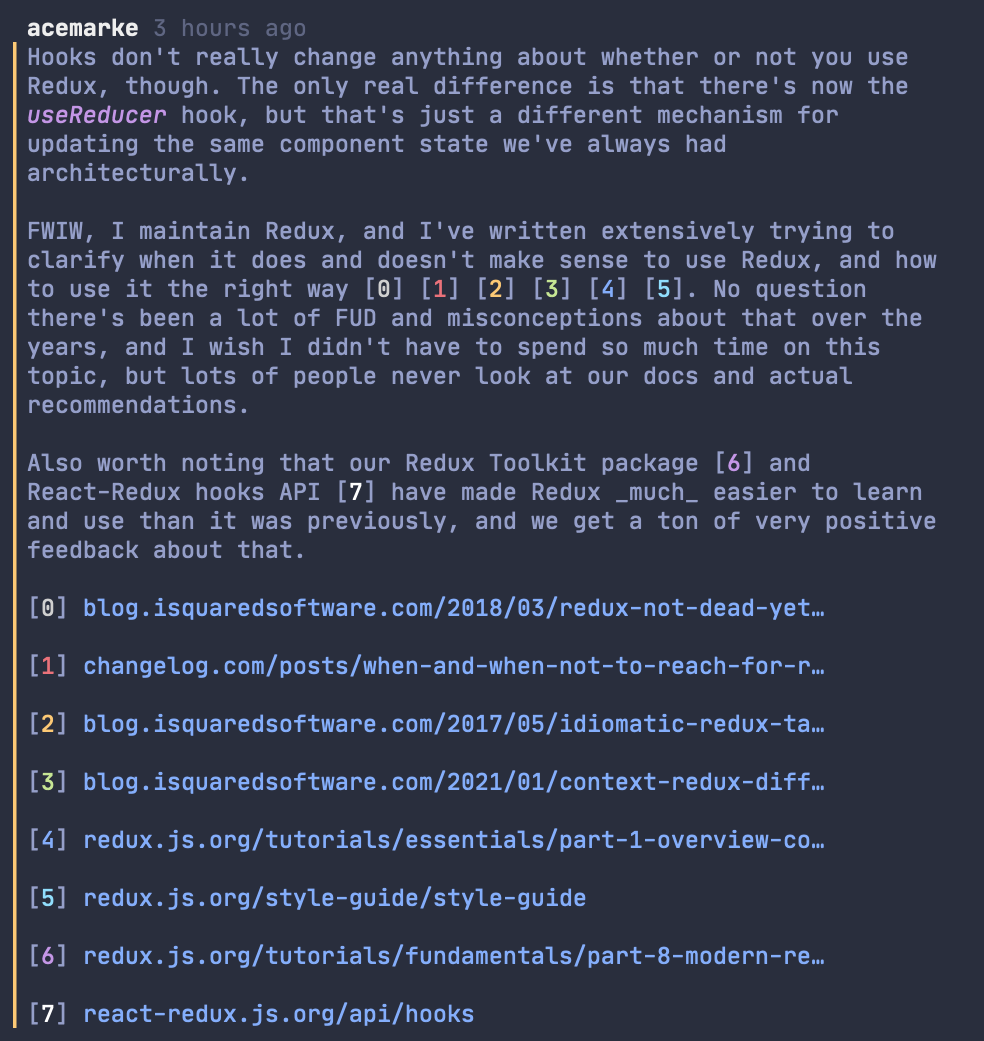 acemarke 3 hours ago
Hooks don't really change anything about whether or not you use
Redux, though. The only real difference is that there's now the
useReducer hook, but that's just a different mechanism for
updating the same component state we've always had
architecturally.
FWIW, I maintain Redux, and I've written extensively trying to
clarify when it does and doesn't make sense to use Redux, and how
to use it the right way [0] [1] [2] [3] [4] [5]. No question
there's been a lot of FUD and misconceptions about that over the
years, and I wish I didn't have to spend so much time on this
topic, but lots of people never look at our docs and actual
recommendations.
Also worth noting that our Redux Toolkit package [6] and
React-Redux hooks API [7] have made Redux _much_ easier to learn
and use than it was previously, and we get a ton of very positive
feedback about that.
[0] blog.isquaredsoftware.com/2018/03/redux-not-dead-yet…
[1] changelog.com/posts/when-and-when-not-to-reach-for-r…
[2] blog.isquaredsoftware.com/2017/05/idiomatic-redux-ta…
[3] blog.isquaredsoftware.com/2021/01/context-redux-diff…
[4] redux.js.org/tutorials/essentials/part-1-overview-co…
[5] redux.js.org/style-guide/style-guide
[6] redux.js.org/tutorials/fundamentals/part-8-modern-re…
[7] react-redux.js.org/api/hooks